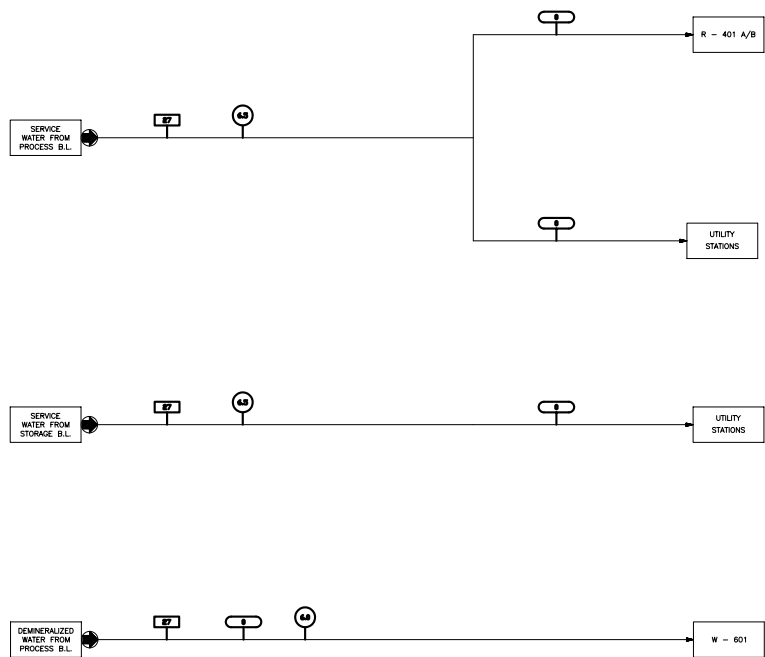 0
R - 401 A/B
27
6.5
SERVICE
WATER FROM
PROCESS B.L.
0
UTILITY
STATIONS
27
6.5
0
SERVICE
WATER FROM
STORAGE B.L.
UTILITY
STATIONS
27
0
6.0
DEMINERALIZED
WATER FROM
PROCESS B.L.
W - 601